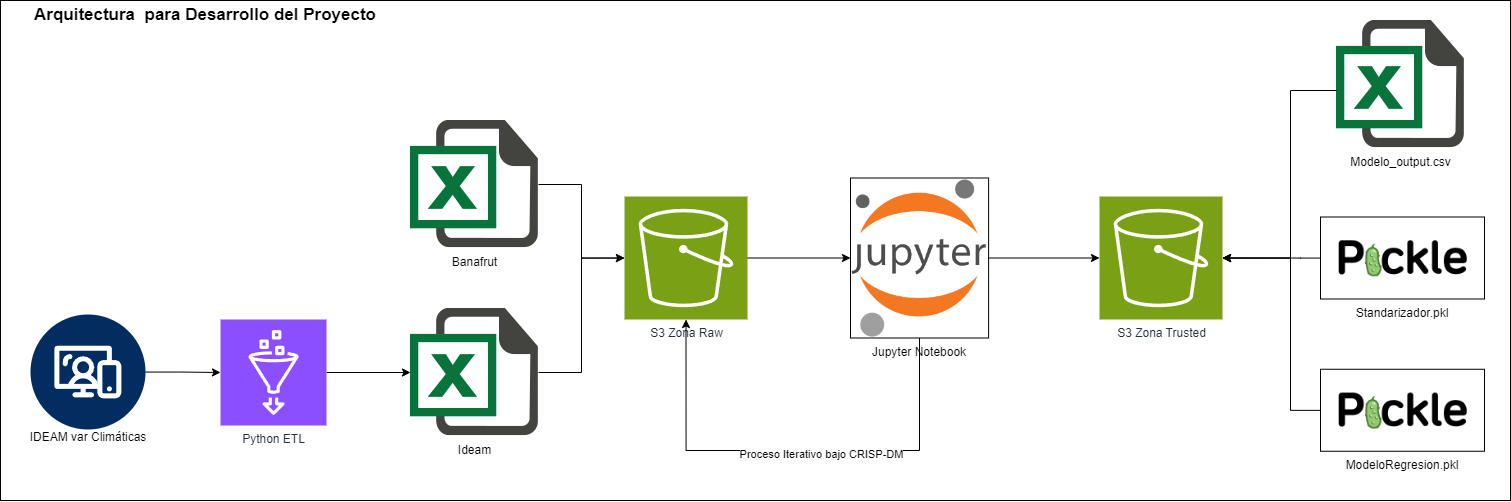 Arquitectura para Desarrollo del Proyecto
Modelo_output.csv
Banafrut
jupyter
Pickle
Standarizador.pkl
S3 Zona Raw
S3 Zona Trusted
Jupyter Notebook
IDEAM var Climáticas
Python ETL
Ideam
Proceso Iterativo bajo CRISP-DM
Pickle
ModeloRegresion.pkl